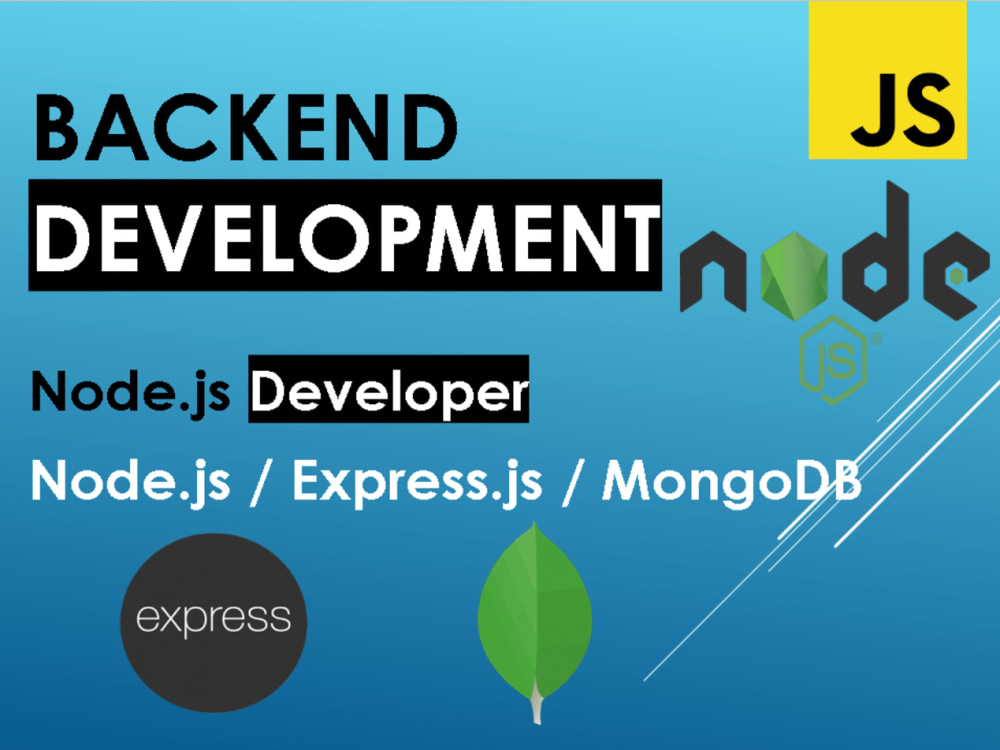 JS
BACKEND
DEVELOPMENT
node
JS
Node.js Developer
Node.js / Express.js / MongoDB
express